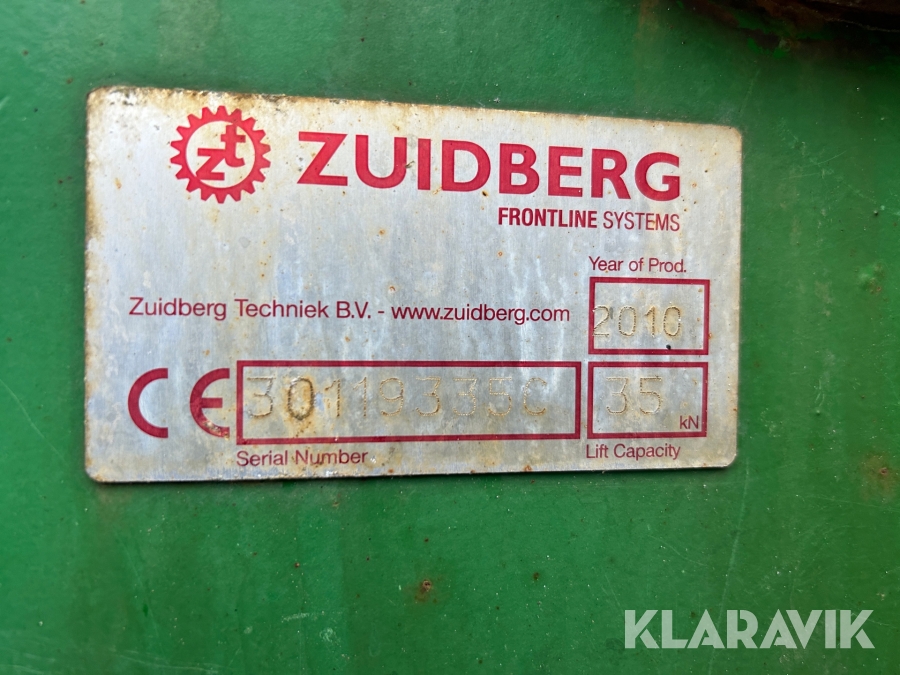 zt ZUIDBERG
FRONTLINE SYSTEMS
Year of Prod.
Zuidberg Techniek B.V. - www.zuidberg.com
2010
CE 30119335C 35 kN
Serial Number
Lift Capacity
KLARAVIK